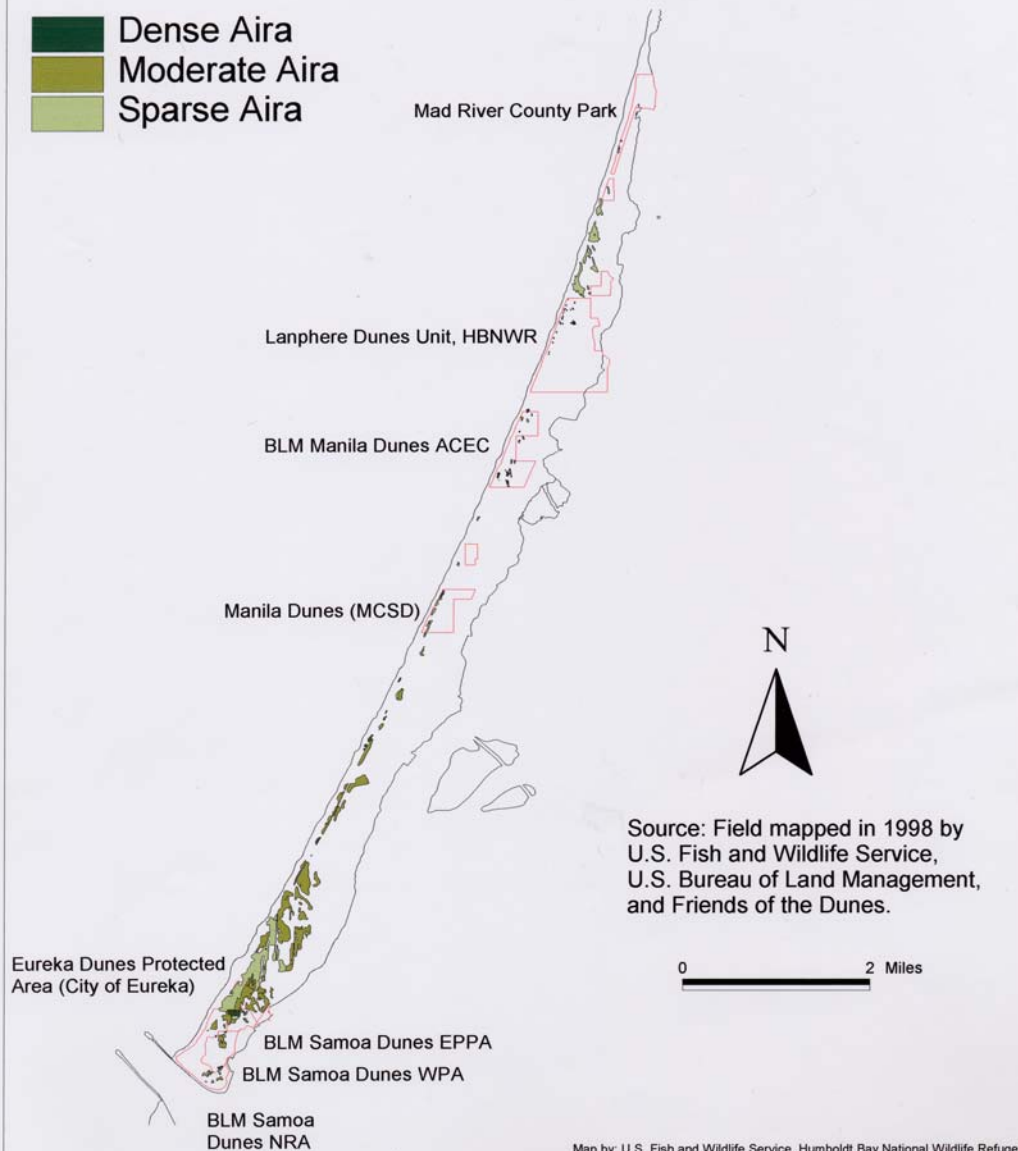 Dense Aira
Moderate Aira
Sparse Aira
Mad River County Park
Lanphere Dunes Unit, HBNWR
BLM Manila Dunes ACEC
Manila Dunes (MCSD)
N
Source: Field mapped in 1998 by
U.S. Fish and Wildlife Service,
U.S. Bureau of Land Management,
and Friends of the Dunes.
0 2 Miles
Eureka Dunes Protected
Area (City of Eureka)
BLM Samoa Dunes EPPA
BLM Samoa Dunes WPA
BLM Samoa
Dunes NRA
Map by: U.S. Fish and Wildlife Service, Humboldt Bay National Wildlife Refuge